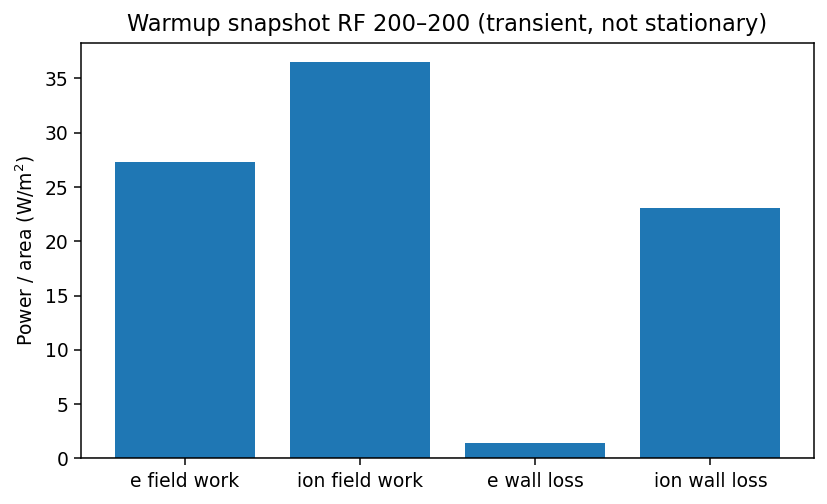 Warmup snapshot RF 200–200 (transient, not stationary)
Power / area (W/m²)
35
30
25
20
15
10
5
0
e field work
ion field work
e wall loss
ion wall loss